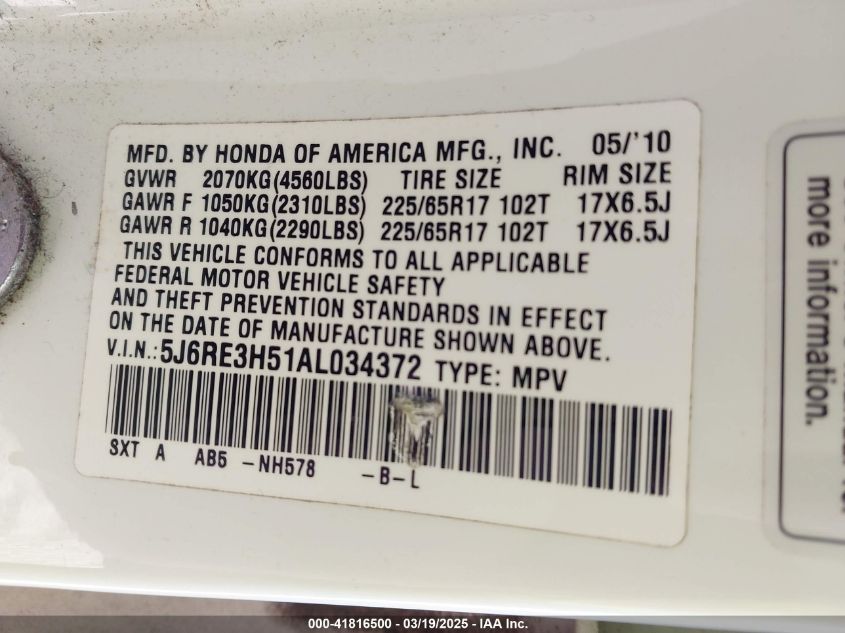 MFD. BY HONDA OF AMERICA MFG., INC. 05/'10
GVWR 2070KG(4560LBS) TIRE SIZE RIM SIZE
GAWR F 1050KG(2310LBS) 225/65R17 102T 17X6.5J
GAWR R 1040KG(2290LBS) 225/65R17 102T 17X6.5J
THIS VEHICLE CONFORMS TO ALL APPLICABLE
FEDERAL MOTOR VEHICLE SAFETY
AND THEFT PREVENTION STANDARDS IN EFFECT
ON THE DATE OF MANUFACTURE SHOWN ABOVE.
V.I.N.:5J6RE3H51AL034372 TYPE: MPV
SXT A AB5 -NH578 -B-L
more information.
000-41816500 - 03/19/2025 - IAA, Inc.